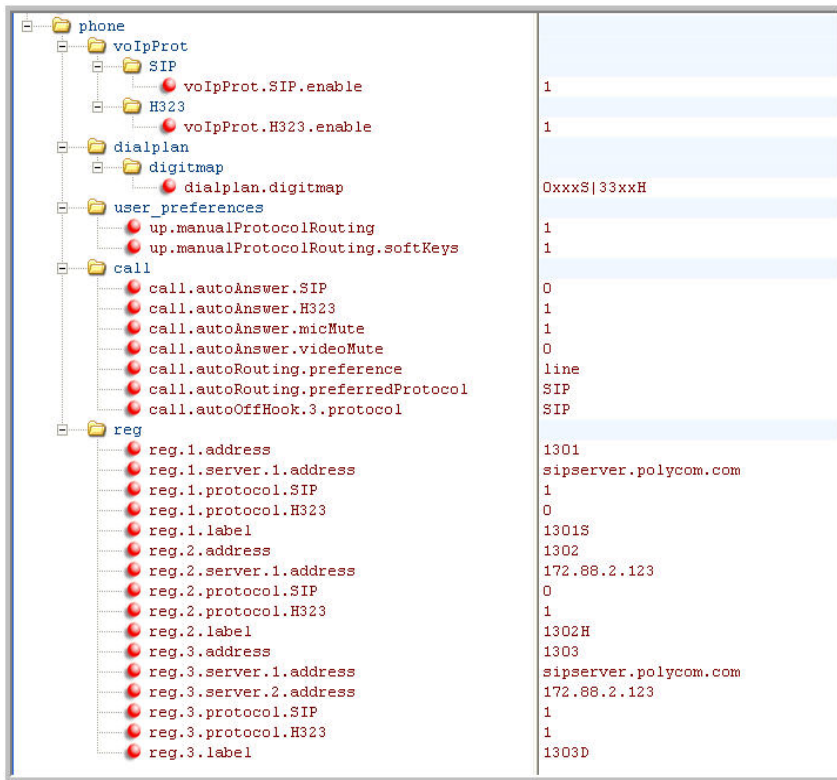 phone
voIpProt
SIP
voIpProt.SIP.enable 1
H323
voIpProt.H323.enable 1
dialplan
digitmap
dialplan.digitmap 0xxxS|33xxH
user_preferences
up.manualProtocolRouting 1
up.manualProtocolRouting.softKeys 1
call
call.autoAnswer.SIP 0
call.autoAnswer.H323 1
call.autoAnswer.micMute 1
call.autoAnswer.videoMute 0
call.autoRouting.preference line
call.autoRouting.preferredProtocol SIP
call.autoOffHook.3.protocol SIP
reg
reg.1.address 1301
reg.1.server.1.address sipserver.polycom.com
reg.1.protocol.SIP 1
reg.1.protocol.H323 0
reg.1.label 1301S
reg.2.address 1302
reg.2.server.1.address 172.88.2.123
reg.2.protocol.SIP 0
reg.2.protocol.H323 1
reg.2.label 1302H
reg.3.address 1303
reg.3.server.1.address sipserver.polycom.com
reg.3.server.2.address 172.88.2.123
reg.3.protocol.SIP 1
reg.3.protocol.H323 1
reg.3.label 1303D